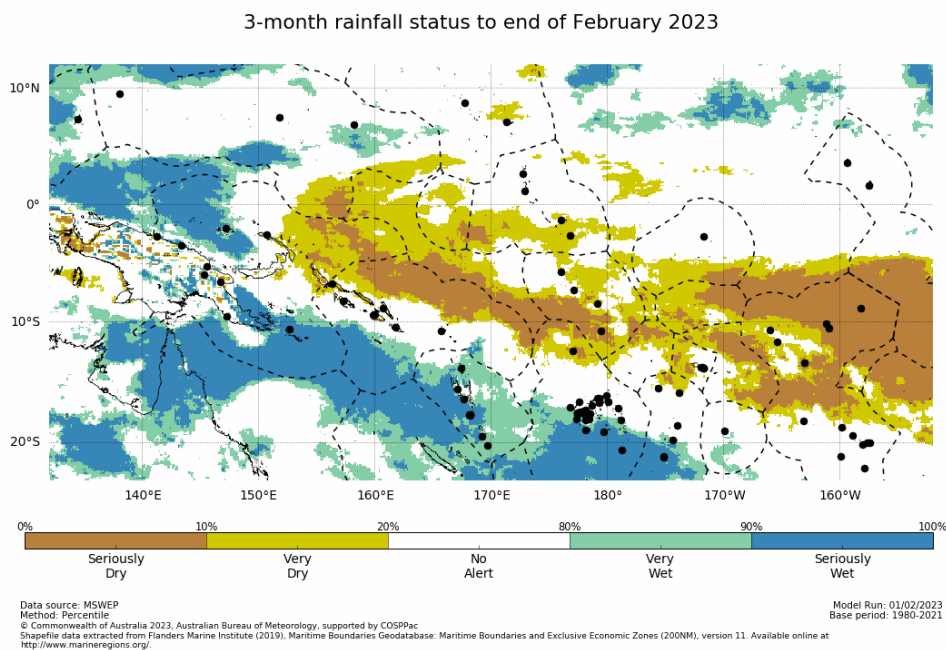 3-month rainfall status to end of February 2023
10°N
0°
10°S
20°S
140°E 150°E 160°E 170°E 180° 170°W 160°W
0% 10% 20% 80% 90% 100%
Seriously Very No Very Seriously
Dry Dry Alert Wet Wet
Data source: MSWEP Model Run: 01/02/2023
Method: Percentile Base period: 1980-2021
© Commonwealth of Australia 2023, Australian Bureau of Meteorology, supported by COSPPac
Shapefile data extracted from Flanders Marine Institute (2019), Maritime Boundaries Geodatabase: Maritime Boundaries and Exclusive Economic Zones (200NM), version 11. Available online at
http://www.marineregions.org/.